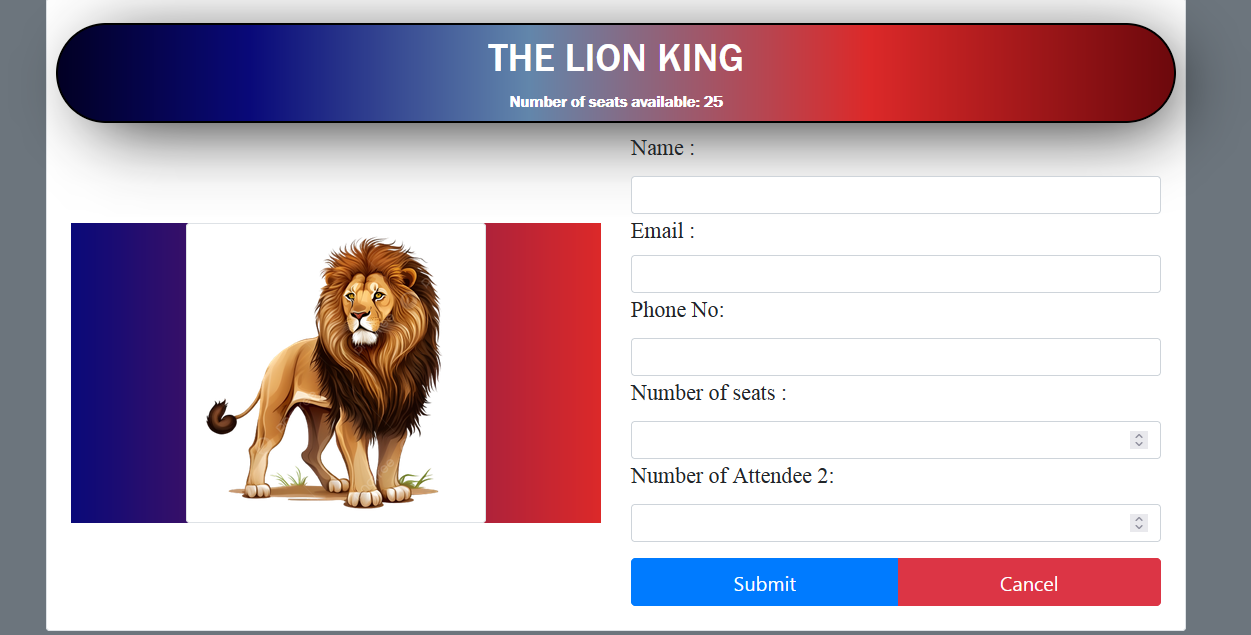 THE LION KING
Number of seats available: 25
Name :
Email :
Phone No:
Number of seats :
Number of Attendee 2:
Submit
Cancel